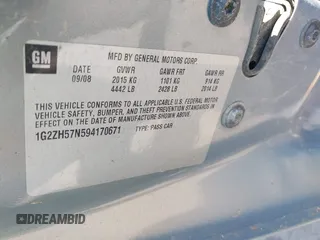 GM
MFD BY GENERAL MOTORS CORP
DATE GVWR GAWR FRT GAWR RR
09/08 2015 KG 1101 KG 914 KG
4442 LB 2428 LB 2014 LB
THIS VEHICLE CONFORMS TO ALL APPLICABLE U.S. FEDERAL MOTOR
VEHICLE SAFETY, BUMPER, AND THEFT PREVENTION STANDARDS
IN EFFECT ON THE DATE OF MANUFACTURE SHOWN ABOVE.
1G2ZH57N594170671 TYPE: PASS CAR
DREAMBID